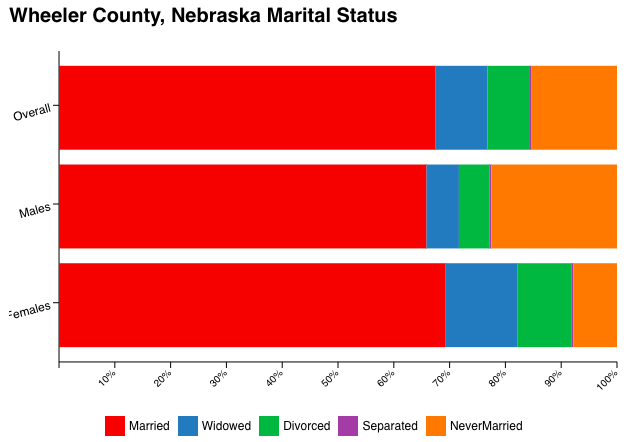 Wheeler County, Nebraska Marital Status
Overall
Males
Females
10% 20% 30% 40% 50% 60% 70% 80% 90% 100%
Married Widowed Divorced Separated NeverMarried